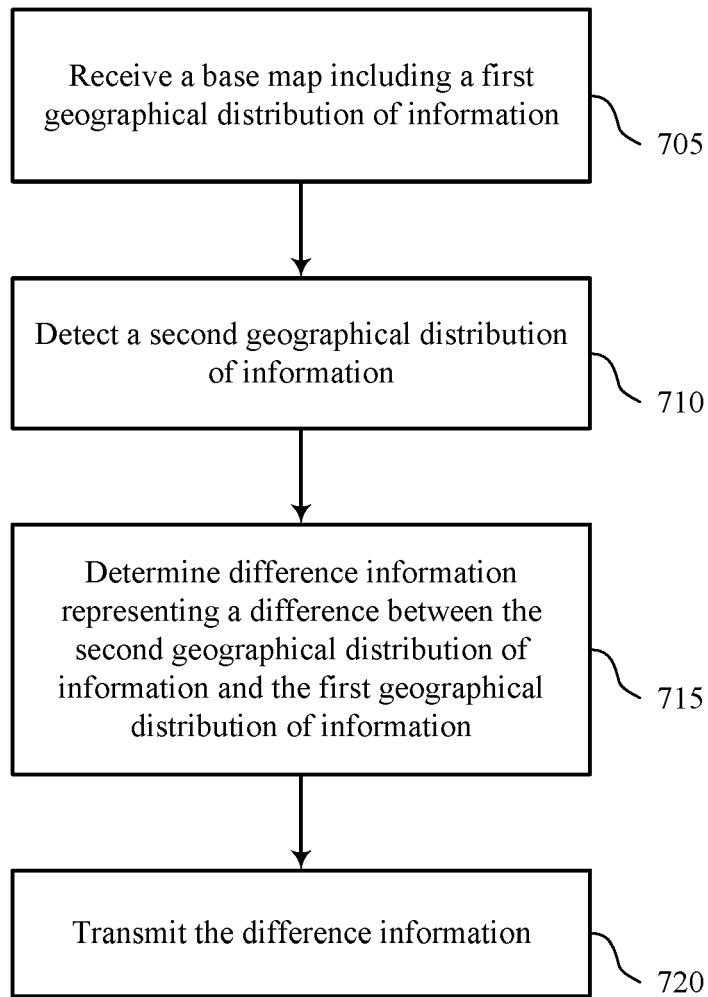 Receive a base map including a first
geographical distribution of information
705
Detect a second geographical distribution
of information
710
Determine difference information
representing a difference between the
second geographical distribution of
information and the first geographical
distribution of information
715
Transmit the difference information
720